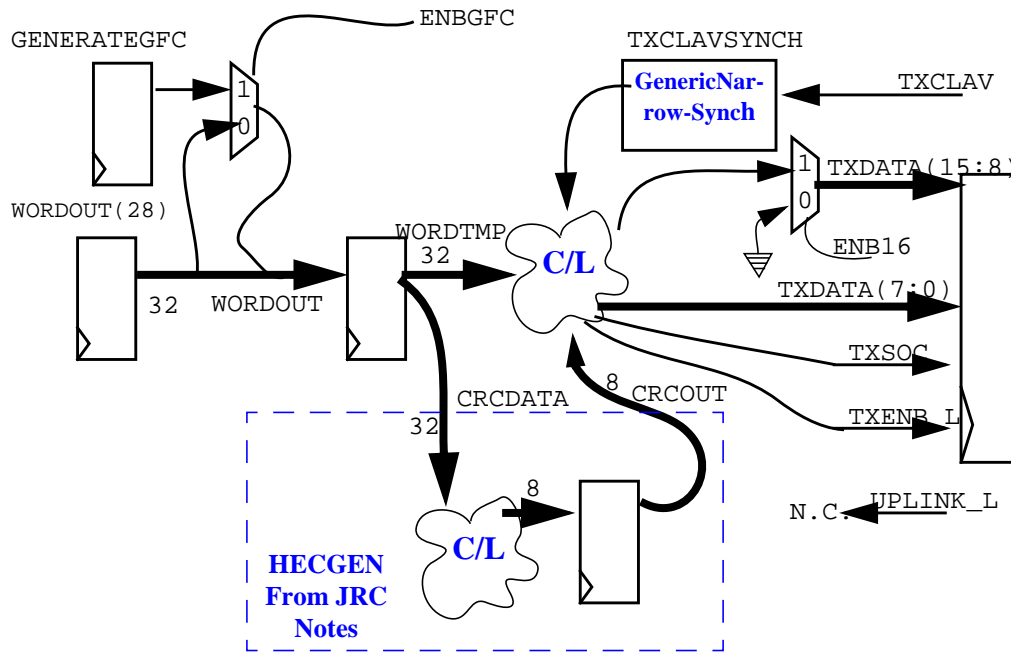 ENBGFC
GENERATEGFC
TXCLAVSYNCH
1
0
GenericNar-
row-Synch
TXCLAV
1
0
TXDATA(15:8)
WORDOUT(28)
WORDTMP
32
C/L
ENB16
32
WORDOUT
TXDATA(7:0)
TXSOC
8
CRCOUT
CRCDATA
32
TXENB_L
8
N.C.
UPLINK_L
C/L
HECGEN
From JRC
Notes